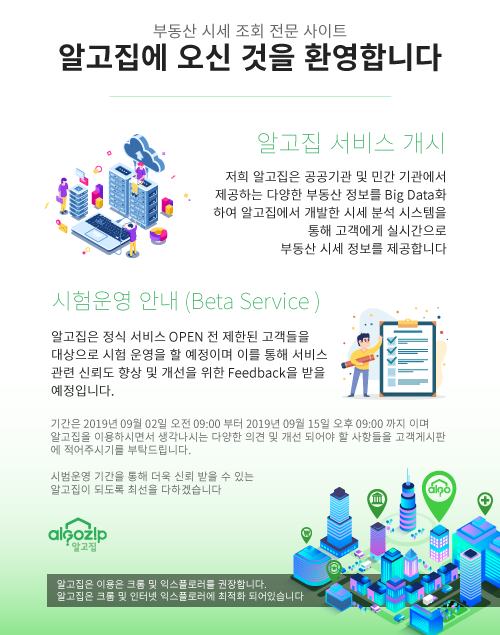 부동산 시세 조회 전문 사이트
알고집에 오신 것을 환영합니다
알고집 서비스 개시
저희 알고집은 공공기관 및 민간 기관에서
제공하는 다양한 부동산 정보를 Big Data화
하여 알고집에서 개발한 시세 분석 시스템을
통해 고객에게 실시간으로
부동산 시세 정보를 제공합니다
시험운영 안내 (Beta Service )
알고집은 정식 서비스 OPEN 전 제한된 고객들을
대상으로 시험 운영을 할 예정이며 이를 통해 서비스
관련 신뢰도 향상 및 개선을 위한 Feedback을 받을
예정입니다.
기간은 2019년 09월 02일 오전 09:00 부터 2019년 09월 15일 오후 09:00 까지 이며
알고집을 이용하시면서 생각나시는 다양한 의견 및 개선 되어야 할 사항들을 고객게시판
에 적어주시기를 부탁드립니다.
시범운영 기간을 통해 더욱 신뢰 받을 수 있는
알고집이 되도록 최선을 다하겠습니다
algo
algozip
알고집
알고집은 이용은 크롬 및 익스플로러를 권장합니다.
알고집은 크롬 및 인터넷 익스플로러에 최적화 되어있습니다